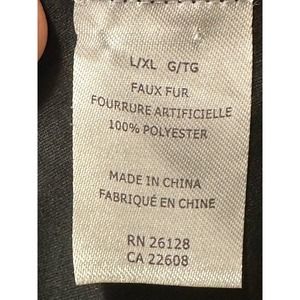 L/XL G/TG
FAUX FUR
FOURRURE ARTIFICIELLE
100% POLYESTER
MADE IN CHINA
FABRIQUÉ EN CHINE
RN 26128
CA 22608